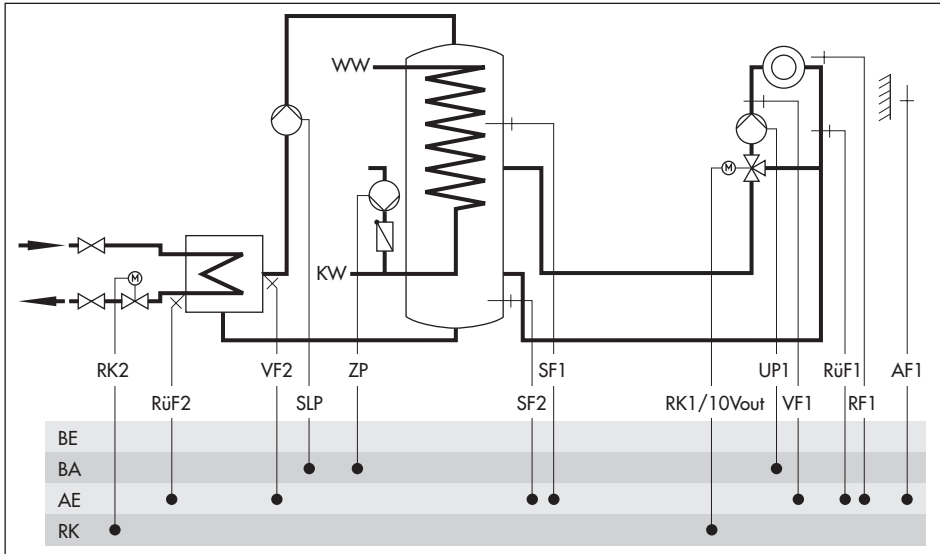 WW
M
KW
M
RK2 VF2 ZP SF1 UP1 RüF1 AF1
RüF2 SLP SF2 RK1/10Vout VF1 RF1
BE
BA
AE
RK